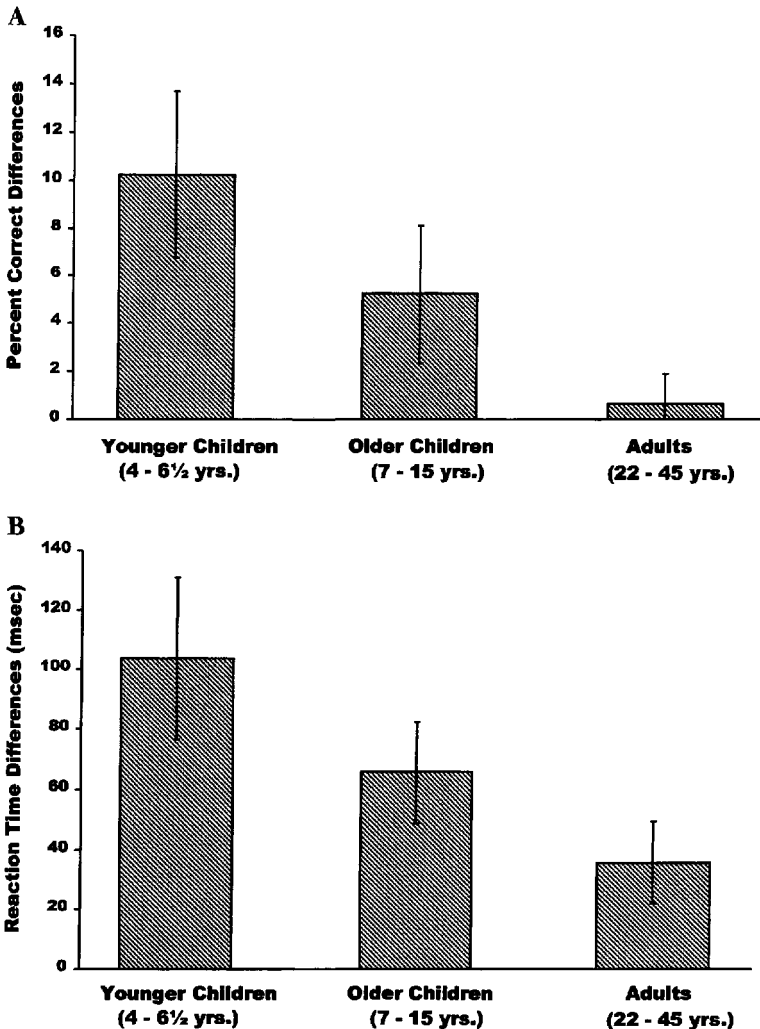 A
Percent Correct Differences
16
14
12
10
8
6
4
2
0
Younger Children
(4 - 6½ yrs.)
Older Children
(7 - 15 yrs.)
Adults
(22 - 45 yrs.)
B
Reaction Time Differences (msec)
140
120
100
80
60
40
20
0
Younger Children
(4 - 6½ yrs.)
Older Children
(7 - 15 yrs.)
Adults
(22 - 45 yrs.)